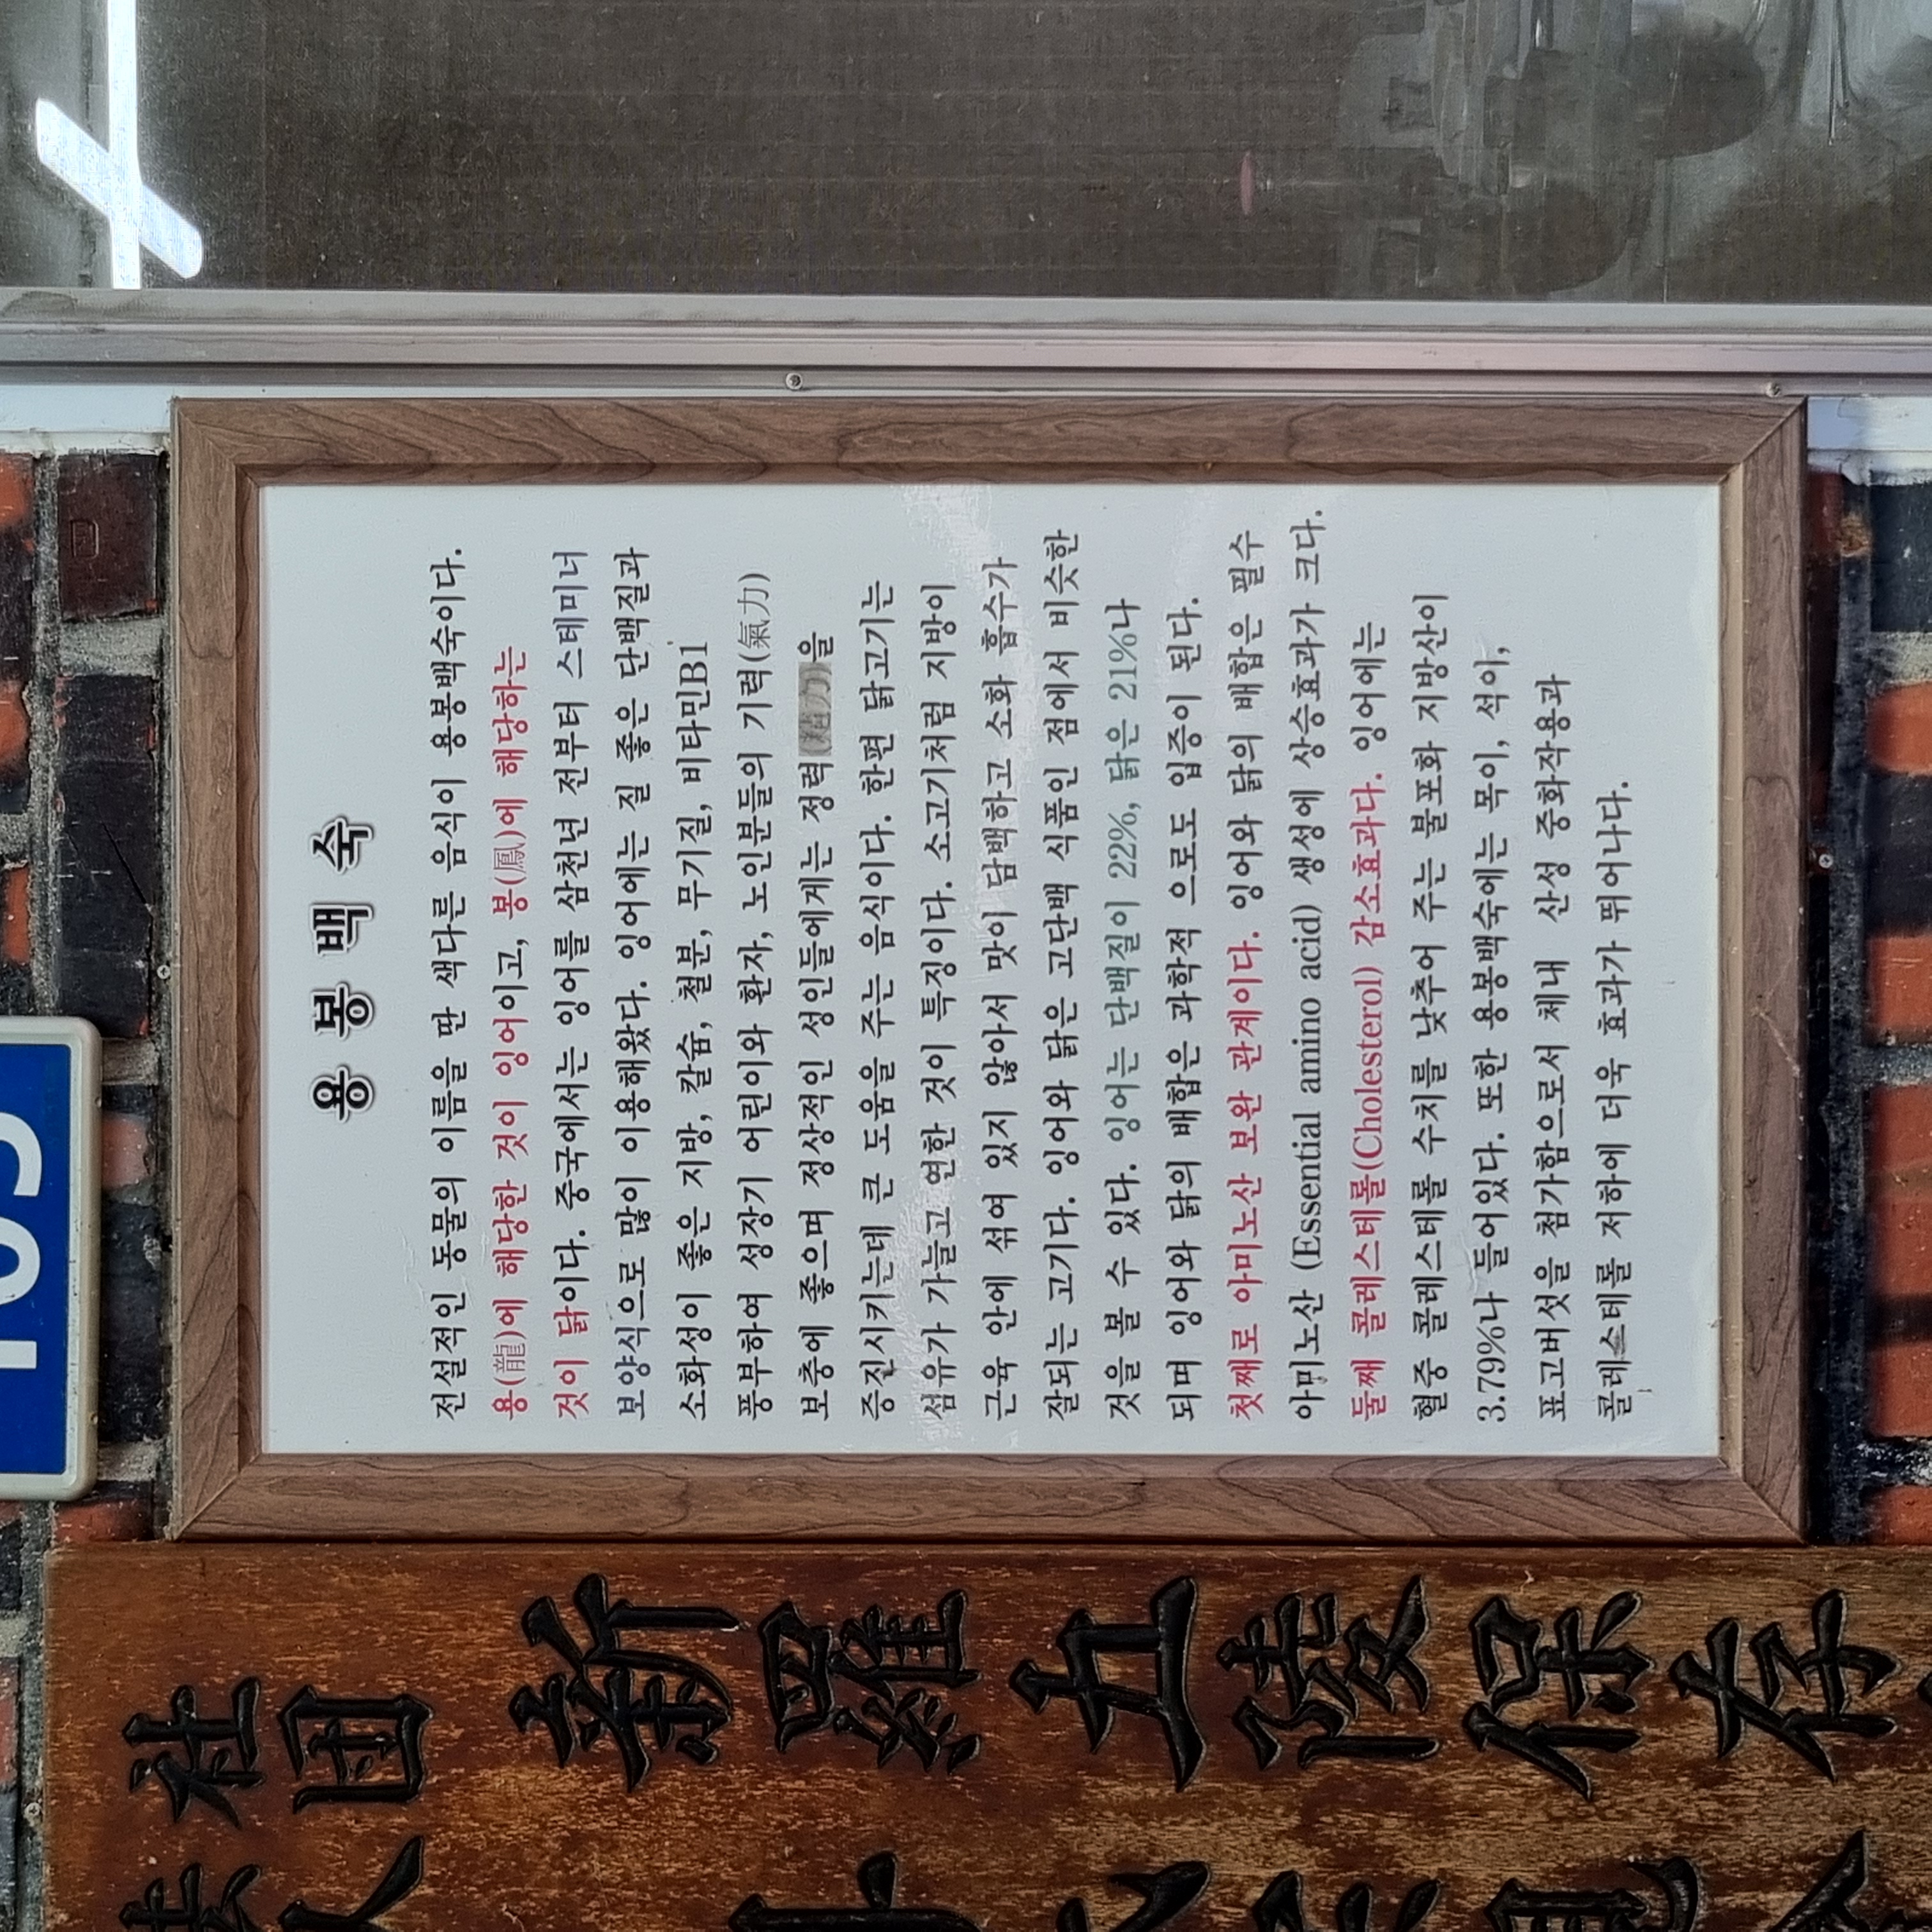 용 봉 백 숙
전설적인 동물의 이름을 딴 색다른 음식이 용봉백숙이다.
용(龍)에 해당한 것이 잉어이고, 봉(鳳)에 해당하는
것이 닭이다. 중국에서는 잉어를 삼천년 전부터 스테미너
보양식으로 많이 이용해왔다. 잉어에는 질 좋은 단백질과
소화성이 좋은 지방, 칼슘, 철분, 무기질, 비타민B1
풍부하여 성장기 어린이와 환자, 노인분들의 기력(氣力)
보충에 좋으며 정상적인 성인들에게는 정력( 力)을
증진시키는데 큰 도움을 주는 음식이다. 한편 닭고기는
섬유가 가늘고 연한 것이 특징이다. 소고기처럼 지방이
근육 안에 섞여 있지 않아서 맛이 담백하고 소화 흡수가
잘되는 고기다. 잉어와 닭은 고단백 식품인 점에서 비슷한
것을 볼 수 있다. 잉어는 단백질이 22%, 닭은 21%나
되며 잉어와 닭의 배합은 과학적 으로도 입증이 된다.
첫째로 아미노산 보완 관계이다. 잉어와 닭의 배합은 필수
아미노산 (Essential amino acid) 생성에 상승효과가 크다.
둘째 콜레스테롤(Cholesterol) 감소효과다. 잉어에는
혈중 콜레스테롤 수치를 낮추어 주는 불포화 지방산이
3.79%나 들어있다. 또한 용봉백숙에는 목이, 석이,
표고버섯을 첨가함으로서 체내 산성 중화작용과
콜레스테롤 저하에 더욱 효과가 뛰어나다.
社団
新羅五陵保存